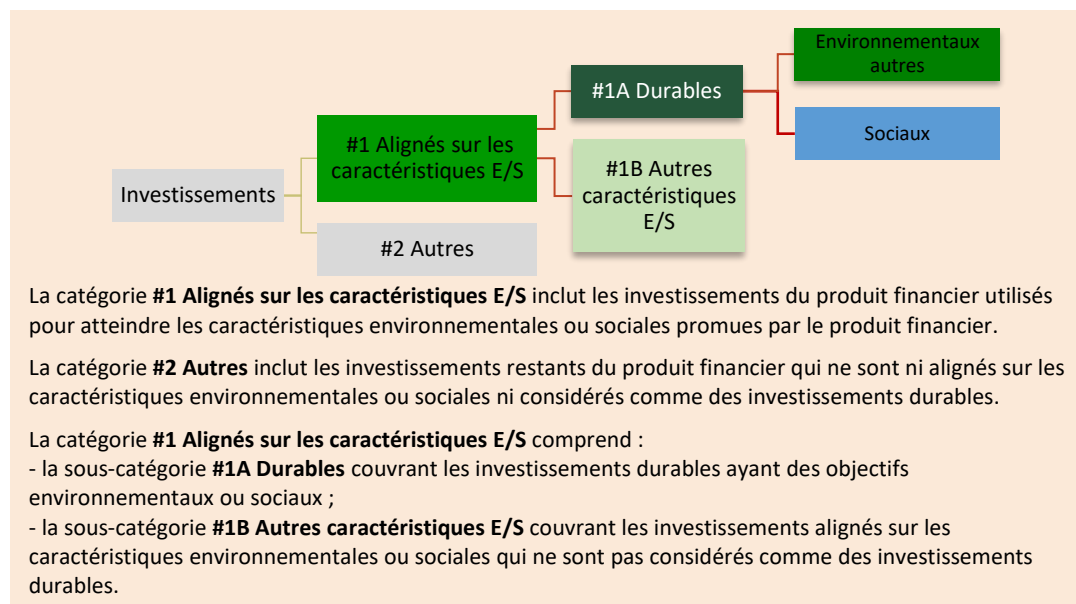 Environnementaux
autres
#1A Durables
Sociaux
#1 Alignés sur les
caractéristiques E/S
#1B Autres
caractéristiques
E/S
Investissements
#2 Autres
La catégorie #1 Alignés sur les caractéristiques E/S inclut les investissements du produit financier utilisés
pour atteindre les caractéristiques environnementales ou sociales promues par le produit financier.
La catégorie #2 Autres inclut les investissements restants du produit financier qui ne sont ni alignés sur les
caractéristiques environnementales ou sociales ni considérés comme des investissements durables.
La catégorie #1 Alignés sur les caractéristiques E/S comprend :
- la sous-catégorie #1A Durables couvrant les investissements durables ayant des objectifs
environnementaux ou sociaux ;
- la sous-catégorie #1B Autres caractéristiques E/S couvrant les investissements alignés sur les
caractéristiques environnementales ou sociales qui ne sont pas considérés comme des investissements
durables.